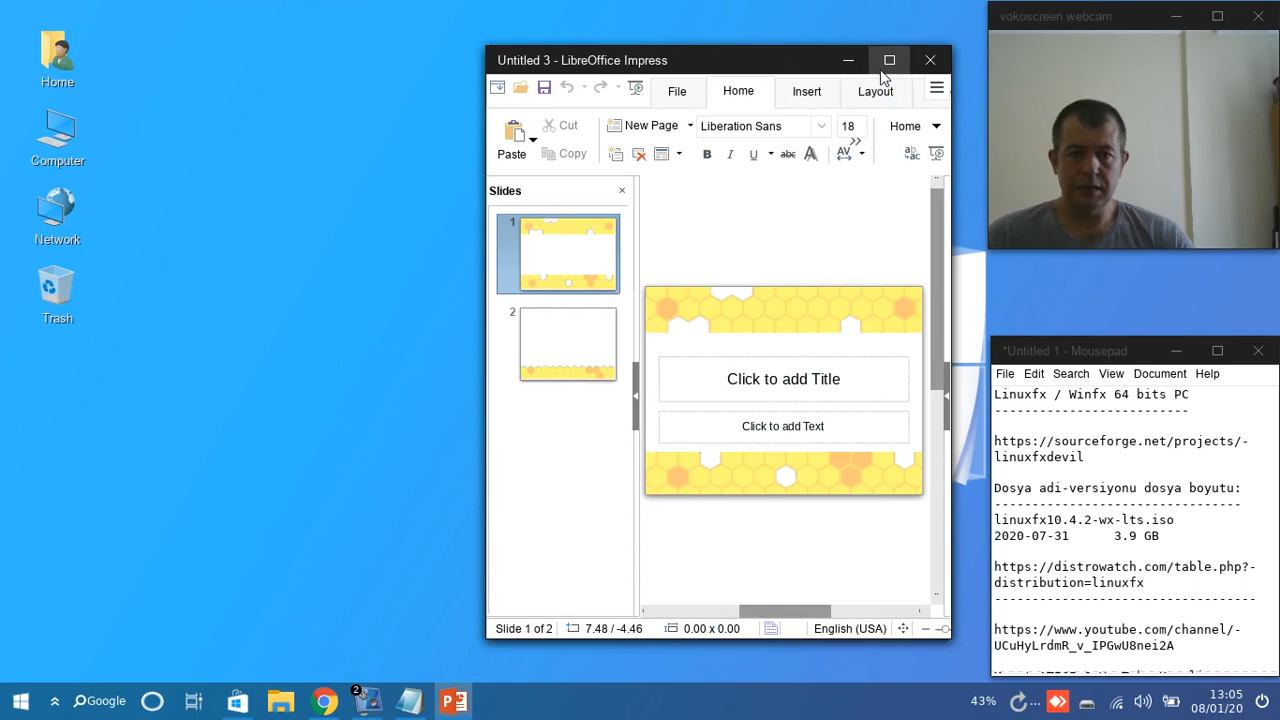 Home
Computer
Network
Trash
Untitled 3 - LibreOffice Impress
File
Home
Insert
Layout
Paste
Cut
Copy
New Page
Liberation Sans
18
Home
B I U abc A AV
Slides
1
2
Click to add Title
Click to add Text
Slide 1 of 2
7.48 / -4.46
0.00 x 0.00
English (USA)
vokoscreen webcam
*Untitled 1 - Mousepad
File Edit Search View Document Help
Linuxfx / Winfx 64 bits PC
--------------------------
https://sourceforge.net/projects/-
linuxfxdevil
Dosya adi-versiyonu dosya boyutu:
---------------------------------
linuxfx10.4.2-wx-lts.iso
2020-07-31 3.9 GB
https://distrowatch.com/table.php?-
distribution=linuxfx
-----------------------------------
https://www.youtube.com/channel/-
UCuHyLrdmR_v_IPGwU8nei2A
Google
2
43%
13:05
08/01/20